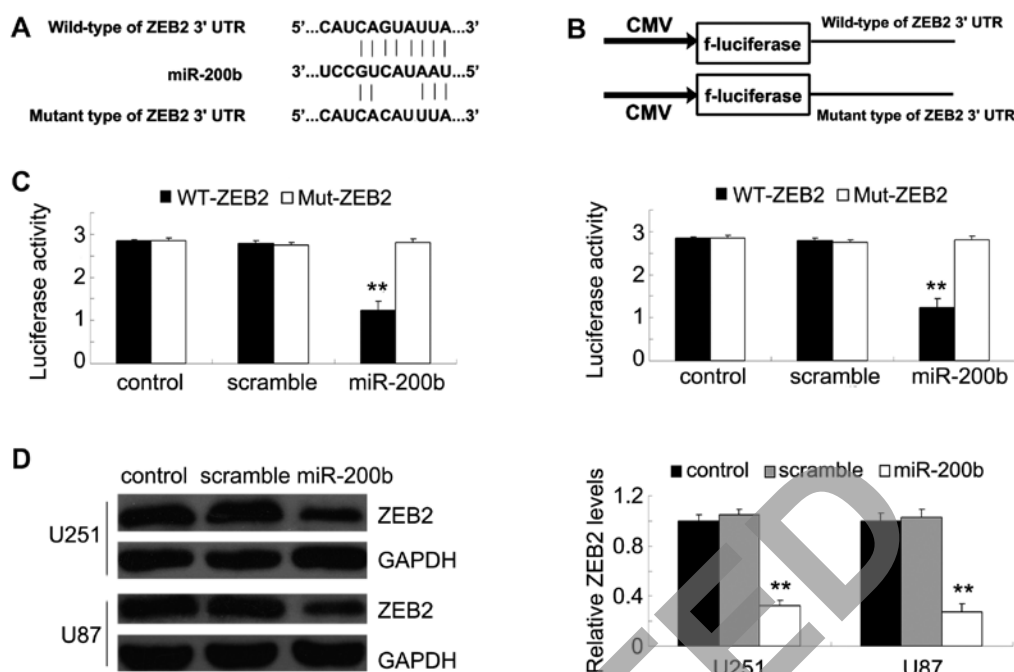 A
Wild-type of ZEB2 3' UTR 5'...CAUCAGUAUUA...3'
miR-200b 3'...UCCGUCAUAAU...5'
Mutant type of ZEB2 3' UTR 5'...CAUCACAUUUA...3'
B
CMV f-luciferase Wild-type of ZEB2 3' UTR
CMV f-luciferase Mutant type of ZEB2 3' UTR
C
WT-ZEB2 Mut-ZEB2
Luciferase activity
3
2
1
0
control scramble miR-200b
**
WT-ZEB2 Mut-ZEB2
Luciferase activity
3
2
1
0
control scramble miR-200b
**
D
control scramble miR-200b
U251
ZEB2
GAPDH
U87
ZEB2
GAPDH
control scramble miR-200b
Relative ZEB2 levels
1.2
0.8
0.4
0
** **
U251 U87